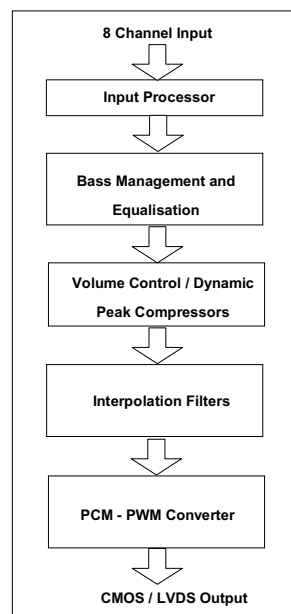 8 Channel Input
Input Processor
Bass Management and
Equalisation
Volume Control / Dynamic
Peak Compressors
Interpolation Filters
PCM - PWM Converter
CMOS / LVDS Output